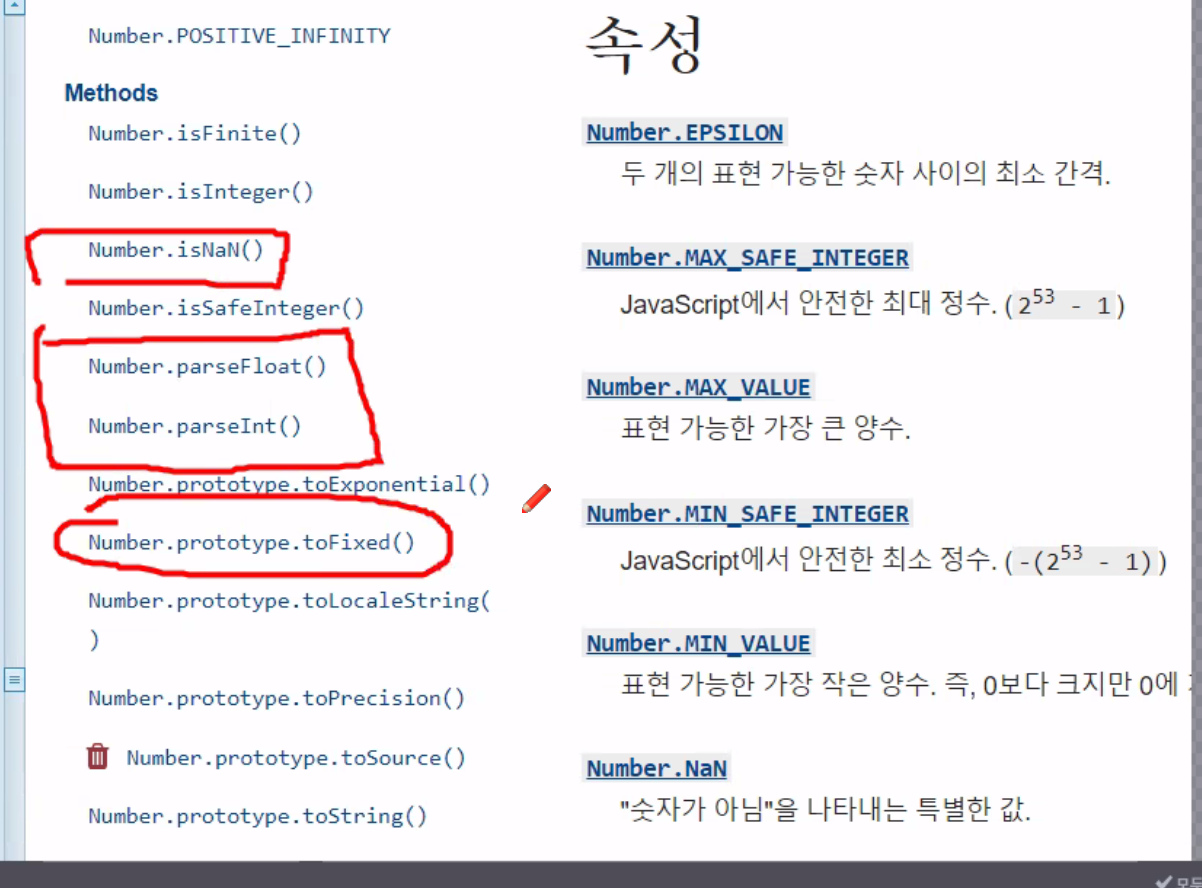 Number.POSITIVE_INFINITY
Methods
Number.isFinite()
Number.isInteger()
Number.isNaN()
Number.isSafeInteger()
Number.parseFloat()
Number.parseInt()
Number.prototype.toExponential()
Number.prototype.toFixed()
Number.prototype.toLocaleString(
)
Number.prototype.toPrecision()
Number.prototype.toSource()
Number.prototype.toString()
속성
Number.EPSILON
두 개의 표현 가능한 숫자 사이의 최소 간격.
Number.MAX_SAFE_INTEGER
JavaScript에서 안전한 최대 정수. (2⁵³ - 1)
Number.MAX_VALUE
표현 가능한 가장 큰 양수.
Number.MIN_SAFE_INTEGER
JavaScript에서 안전한 최소 정수. (-(2⁵³ - 1))
Number.MIN_VALUE
표현 가능한 가장 작은 양수. 즉, 0보다 크지만 0에
Number.NaN
"숫자가 아님"을 나타내는 특별한 값.